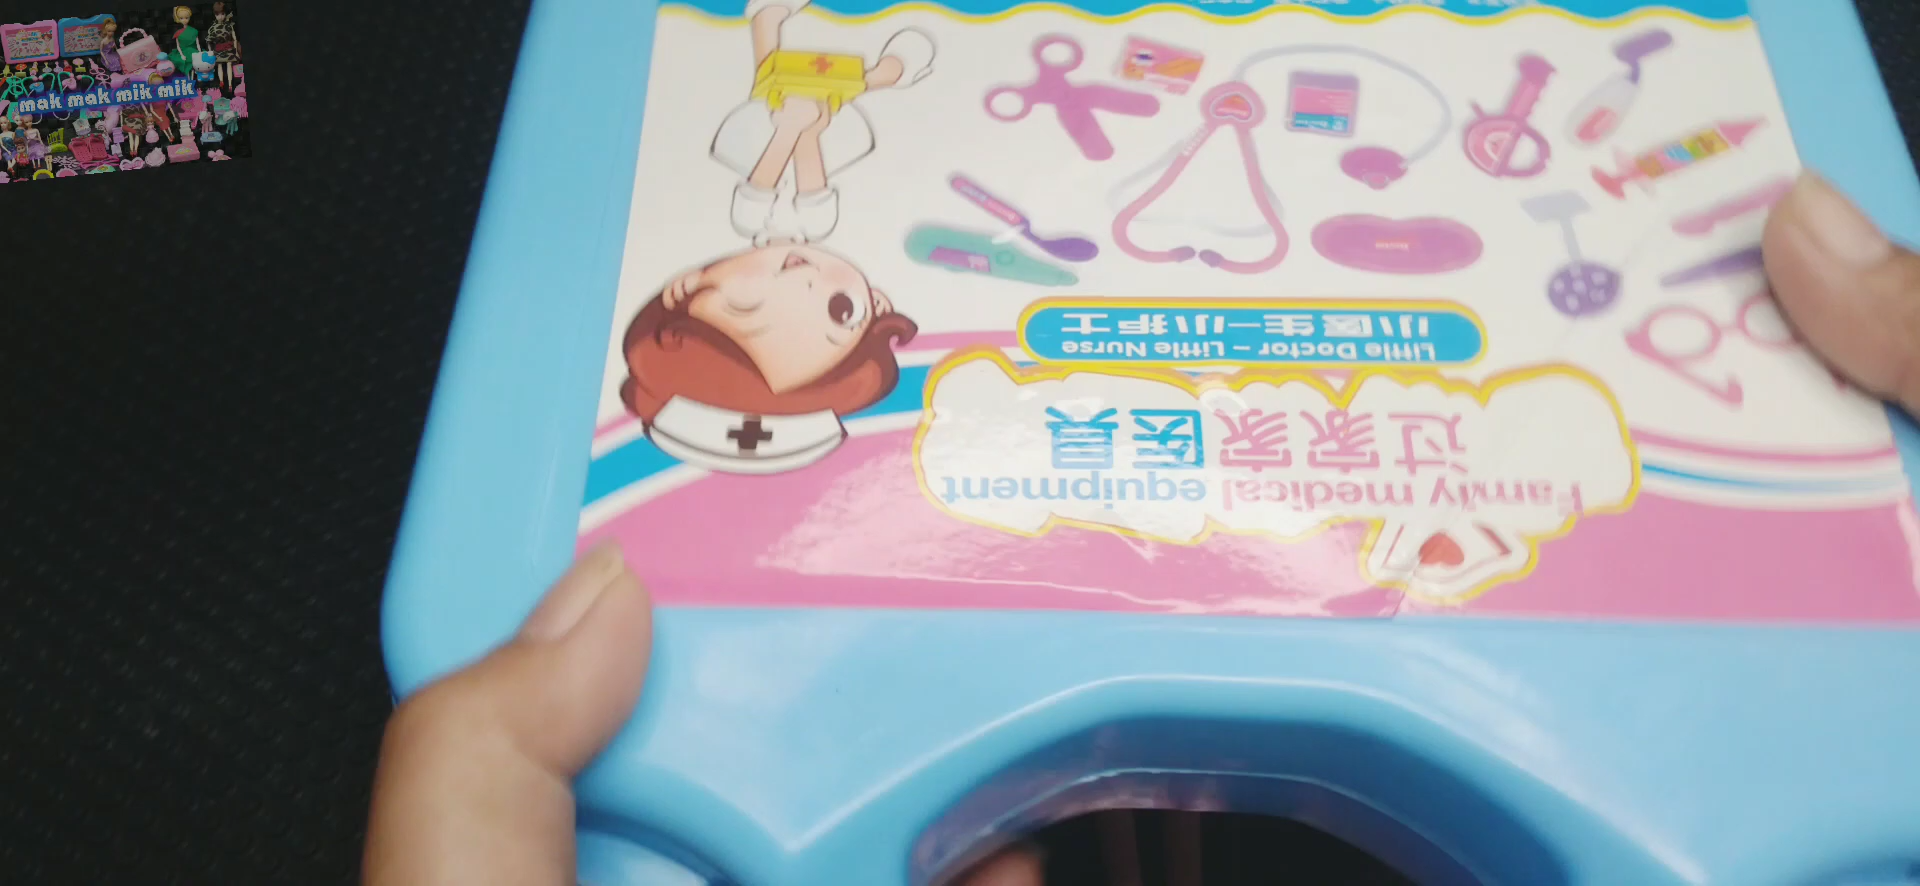 mak mak mik mik
Family medical equipment
过家家医具
Little Doctor – Little Nurse
小医生—小护士